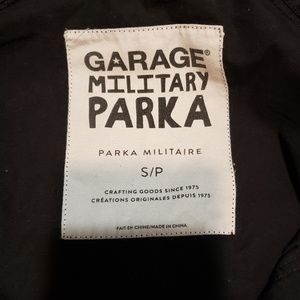 GARAGE®
MILITARY
PARKA
PARKA MILITAIRE
S/P
CRAFTING GOODS SINCE 1975
CRÉATIONS ORIGINALES DEPUIS 1975
FAIT EN CHINE/MADE IN CHINA